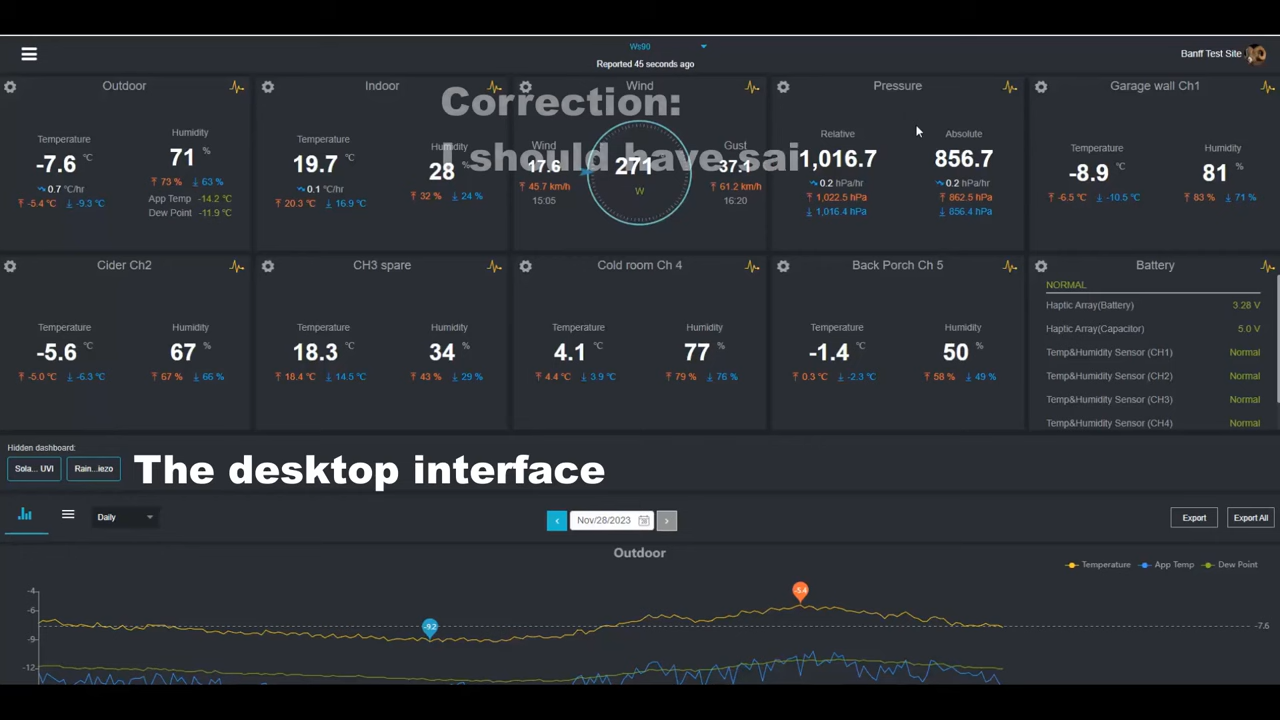 Ws90
Reported 45 seconds ago
Banff Test Site
Outdoor
Temperature
-7.6 °C
0.7 °C/hr
-5.4 °C -9.3 °C
Humidity
71 %
73 % 63 %
App Temp -14.2 °C
Dew Point -11.9 °C
Indoor
Temperature
19.7 °C
0.1 °C/hr
20.3 °C 16.9 °C
Humidity
28 %
32 % 24 %
Wind
Wind
17.6
45.7 km/h
15:05
271
W
Gust
37.1
61.2 km/h
16:20
Correction:
I should have sai
Pressure
Relative
1,016.7
0.2 hPa/hr
1,022.5 hPa
1,016.4 hPa
Absolute
856.7
0.2 hPa/hr
862.5 hPa
856.4 hPa
Garage wall Ch1
Temperature
-8.9 °C
-6.5 °C -10.5 °C
Humidity
81 %
83 % 71 %
Cider Ch2
Temperature
-5.6 °C
-5.0 °C -6.3 °C
Humidity
67 %
67 % 66 %
CH3 spare
Temperature
18.3 °C
18.4 °C 14.5 °C
Humidity
34 %
43 % 29 %
Cold room Ch 4
Temperature
4.1 °C
4.4 °C 3.9 °C
Humidity
77 %
79 % 76 %
Back Porch Ch 5
Temperature
-1.4 °C
0.3 °C -2.3 °C
Humidity
50 %
58 % 49 %
Battery
NORMAL
Haptic Array(Battery) 3.28 V
Haptic Array(Capacitor) 5.0 V
Temp&Humidity Sensor (CH1) Normal
Temp&Humidity Sensor (CH2) Normal
Temp&Humidity Sensor (CH3) Normal
Temp&Humidity Sensor (CH4) Normal
Hidden dashboard:
Sola... UVI Rain...iezo
The desktop interface
Daily
Nov/28/2023
Export Export All
Outdoor
Temperature App Temp Dew Point
-4
-5.4
-6
-9.2
-7.6
-9
-12